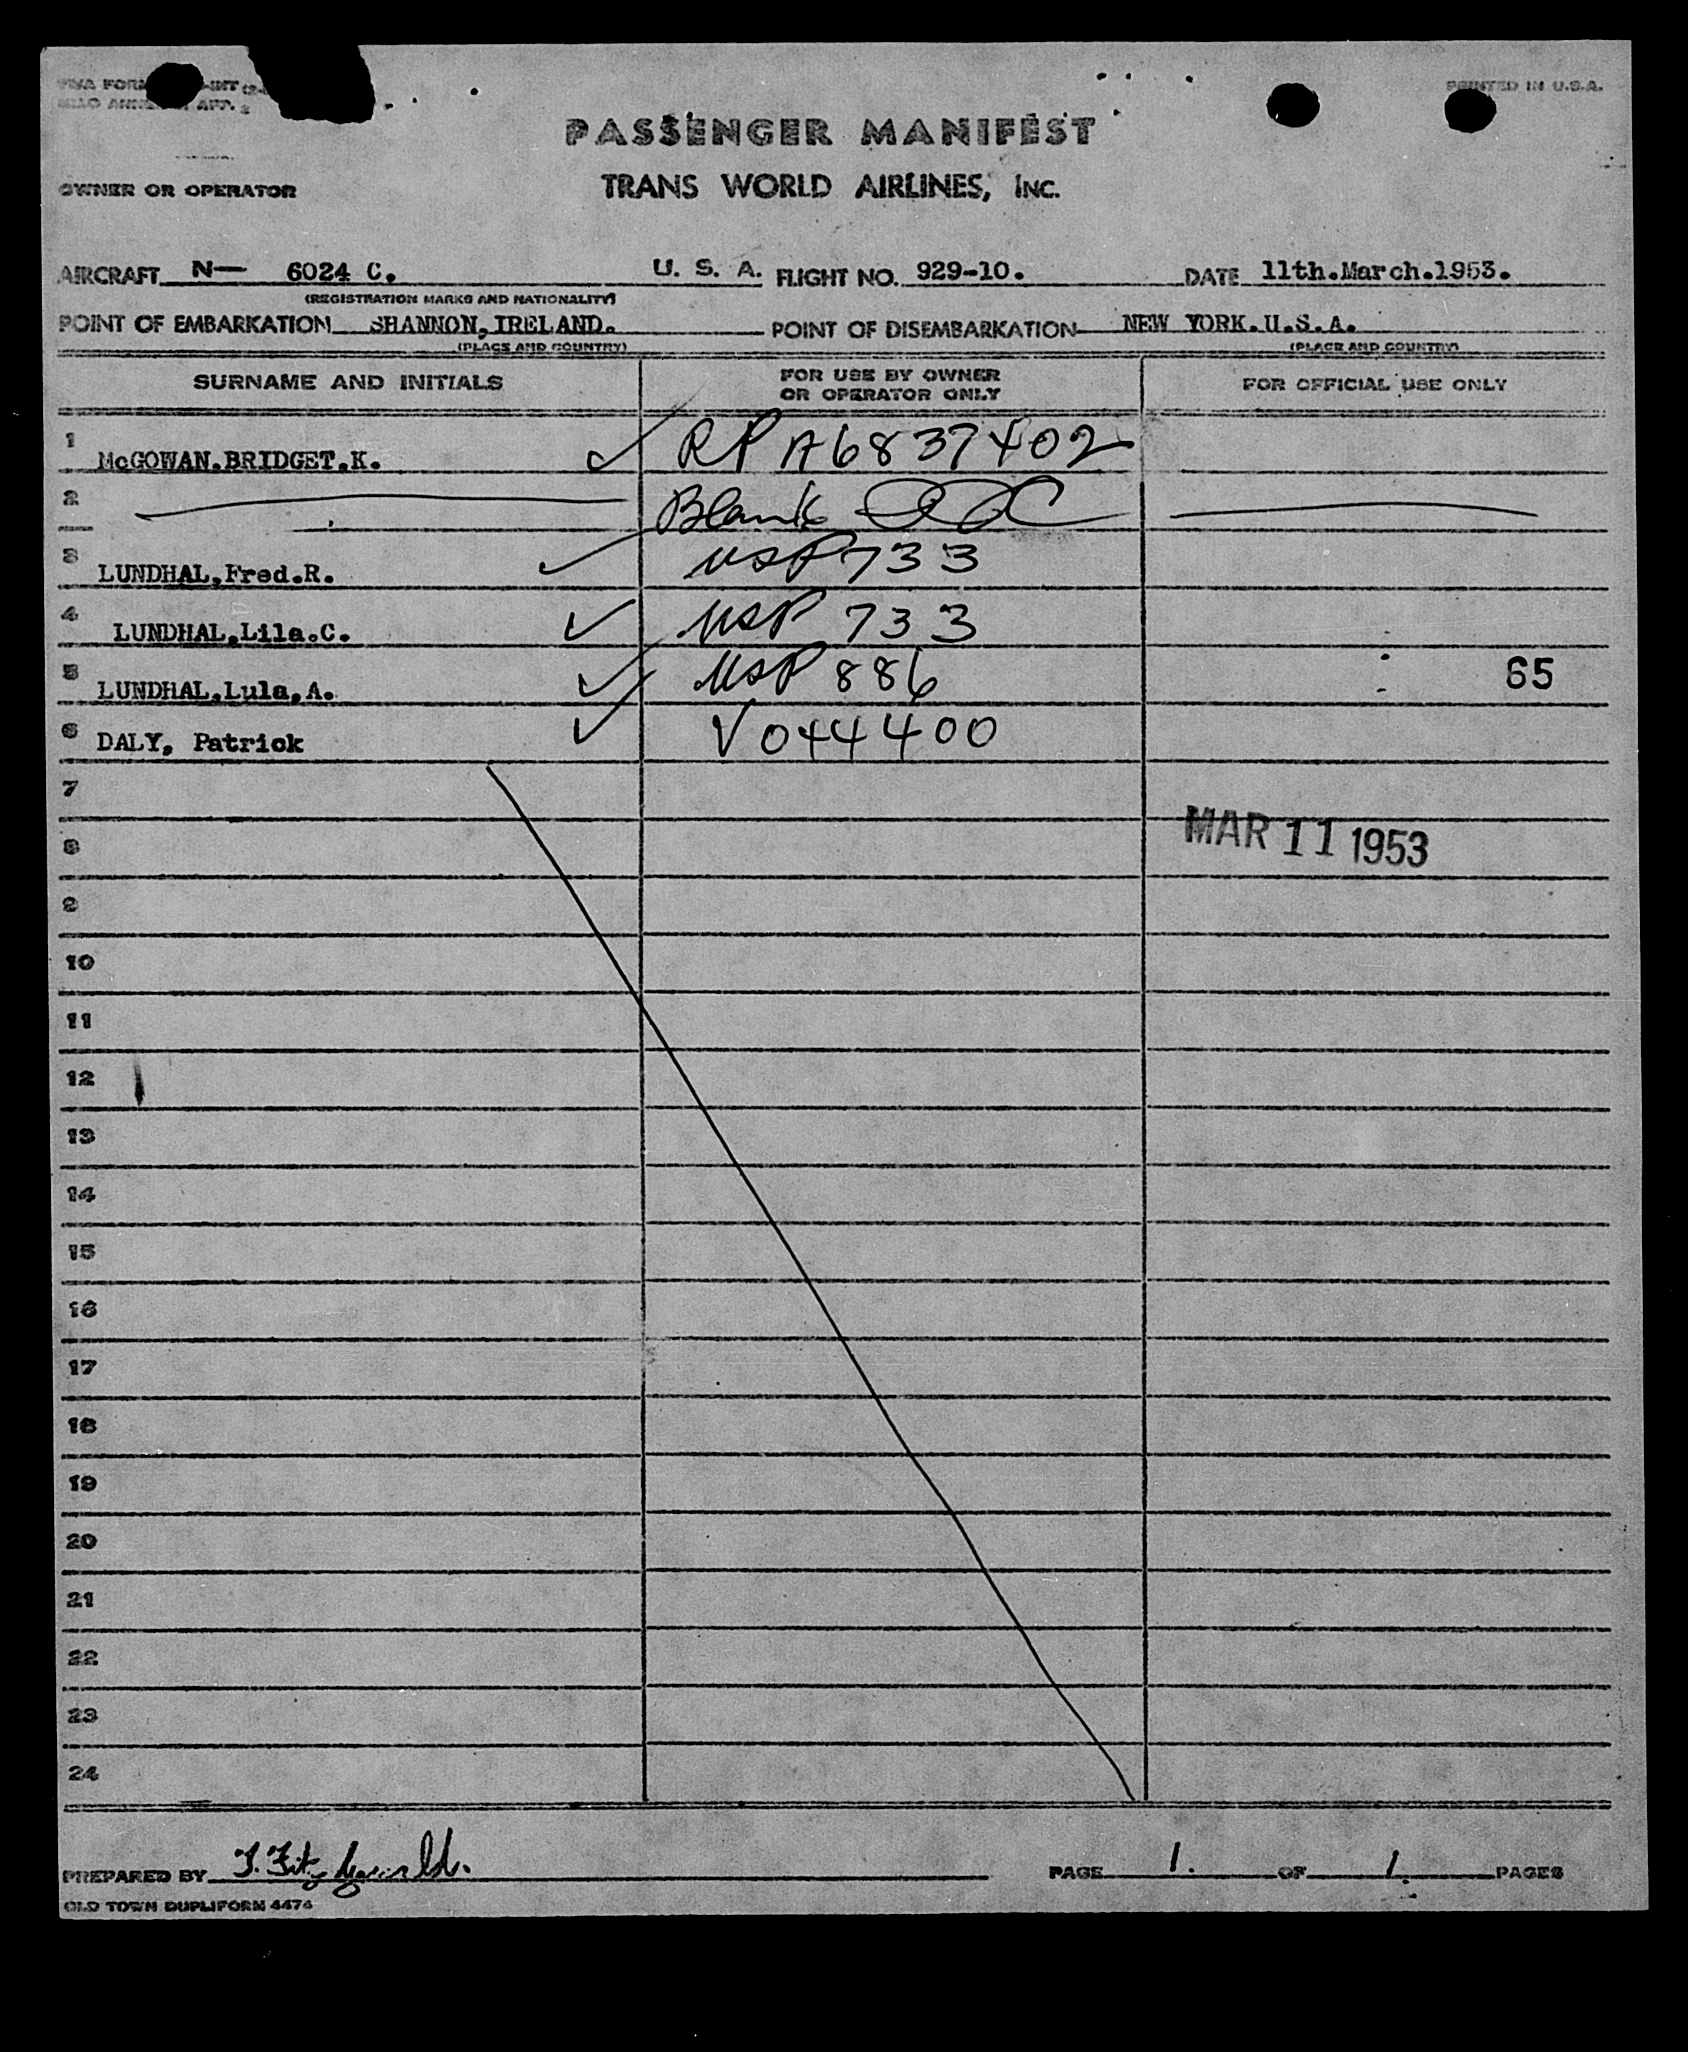 PRINTED IN U.S.A.
PASSENGER MANIFEST
OWNER OR OPERATOR TRANS WORLD AIRLINES, INC.
AIRCRAFT N— 6024 C. U. S. A. FLIGHT NO. 929-10. DATE 11th.March.1953.
(REGISTRATION MARKS AND NATIONALITY)
POINT OF EMBARKATION SHANNON,IRELAND. POINT OF DISEMBARKATION NEW YORK.U.S.A.
(PLACE AND COUNTRY) (PLACE AND COUNTRY)
SURNAME AND INITIALS FOR USE BY OWNER OR OPERATOR ONLY FOR OFFICIAL USE ONLY
1 McGOWAN.BRIDGET.K. RP A6837402
2 Blank
3 LUNDHAL,Fred.R. USP 733
4 LUNDHAL,Lila.C. USP 733
5 LUNDHAL,Lula,A. USP 886 65
6 DALY, Patrick V044400
7
8 MAR 11 1953
9
10
11
12
13
14
15
16
17
18
19
20
21
22
23
24
PREPARED BY T. Fitzgerald. PAGE 1. OF 1. PAGES
OLD TOWN DUPLIFORM 4474